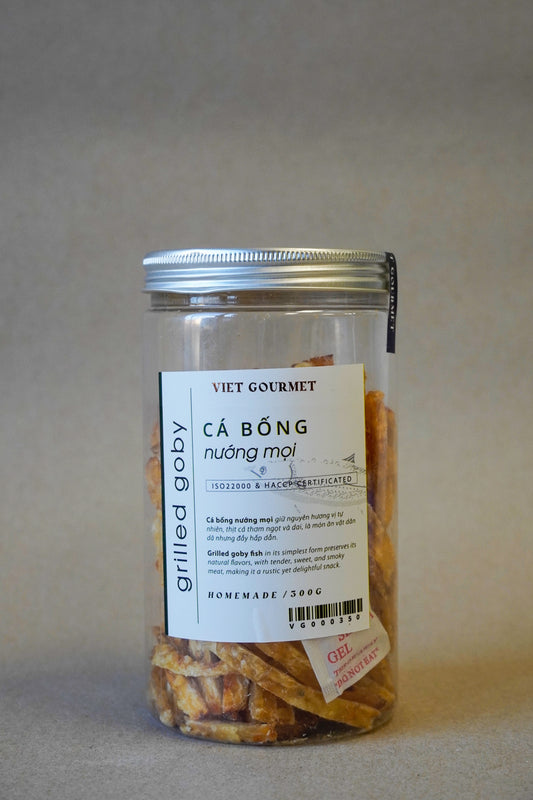 GOURMET
VIET GOURMET
grilled goby
CÁ BỐNG
nướng mọi
ISO22000 & HACCP CERTIFICATED
Cá bống nướng mọi giữ nguyên hương vị tự
nhiên, thịt cá thơm ngọt và dai, là món ăn vặt dân
dã nhưng đầy hấp dẫn.
Grilled goby fish in its simplest form preserves its
natural flavors, with tender, sweet, and smoky
meat, making it a rustic yet delightful snack.
HOMEMADE / 300G
VG000350
GEL
"DO NOT EAT"